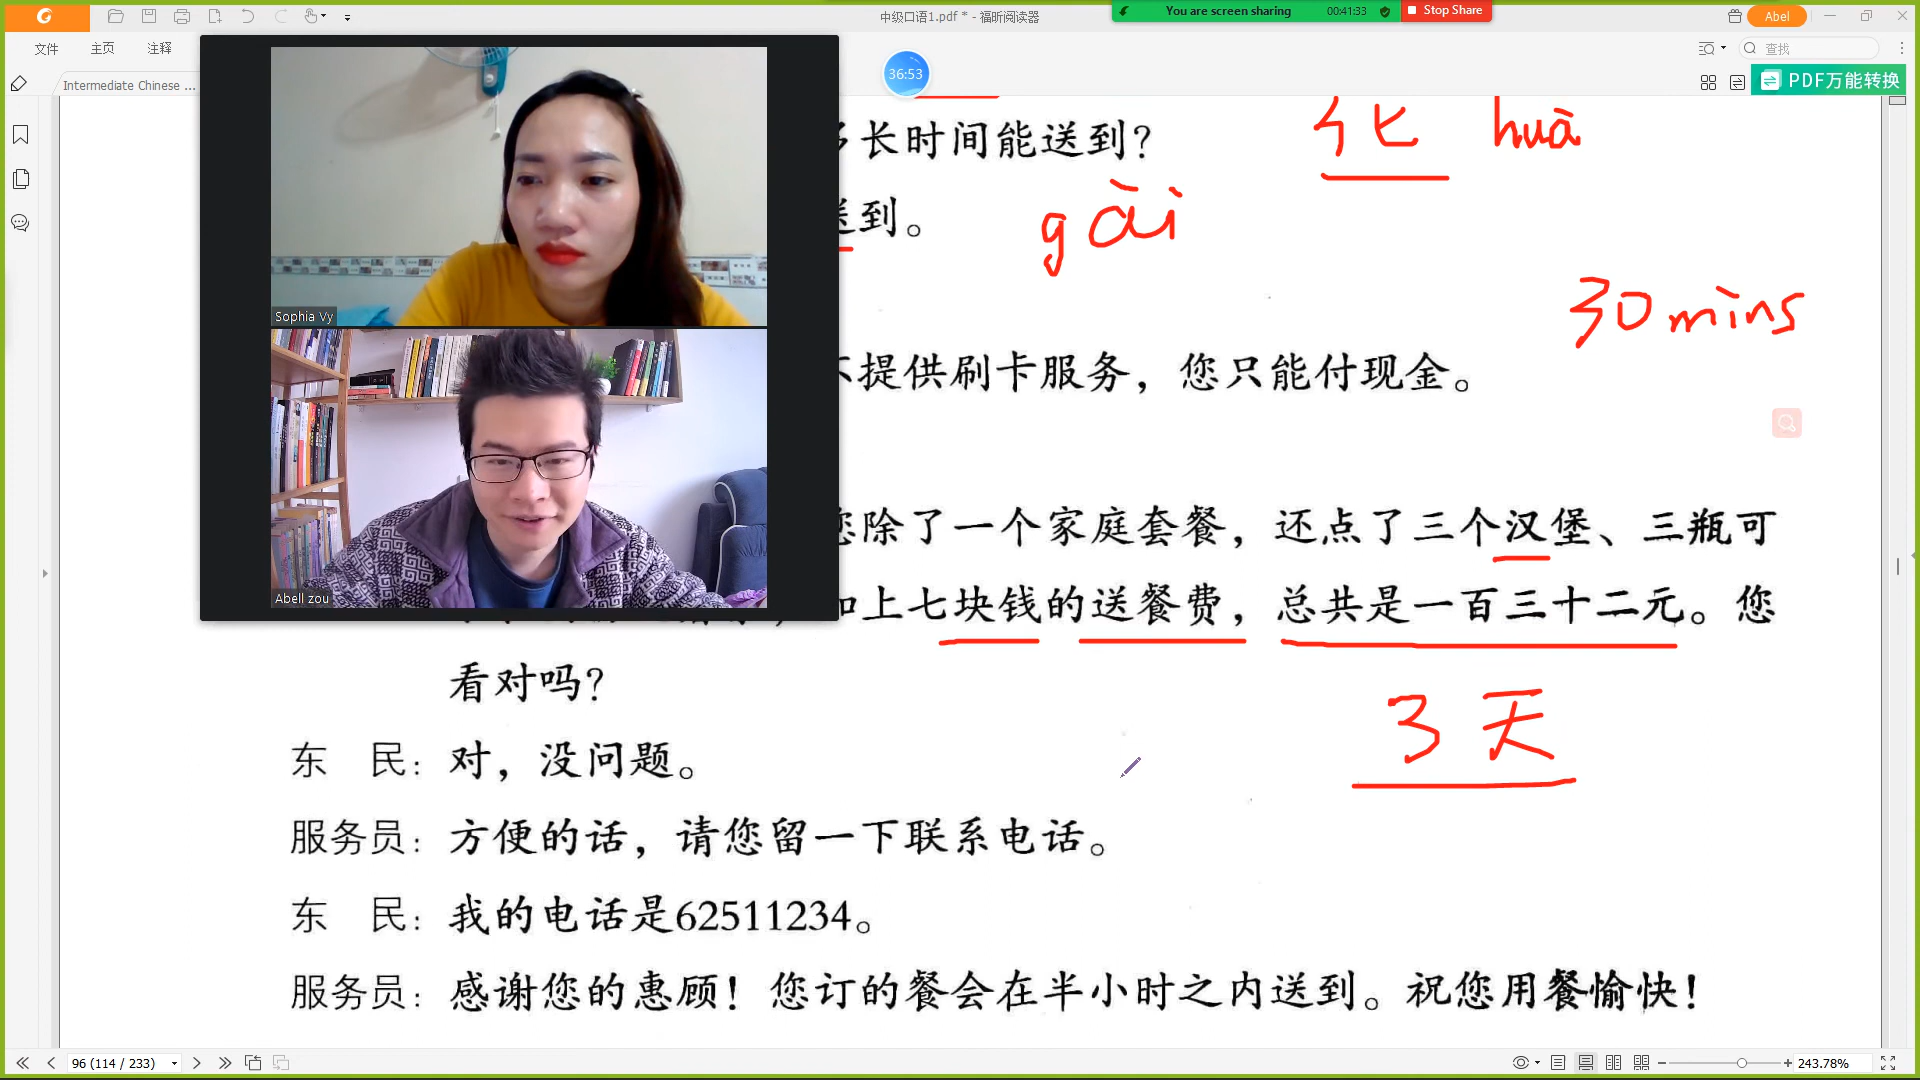 中级口语1.pdf * - 福昕阅读器
You are screen sharing 00:41:33 Stop Share
Abel
文件 主页 注释
查找
Intermediate Chinese ...
PDF万能转换
36:53
长时间能送到？
化 huā
送到。
gài
30 mins
提供刷卡服务，您只能付现金。
您除了一个家庭套餐，还点了三个汉堡、三瓶可
加上七块钱的送餐费，总共是一百三十二元。您
看对吗？
3天
东 民：对，没问题。
服务员：方便的话，请您留一下联系电话。
东 民：我的电话是62511234。
服务员：感谢您的惠顾！您订的餐会在半小时之内送到。祝您用餐愉快！
Sophia Vy
Abell zou
96 (114 / 233)
243.78%